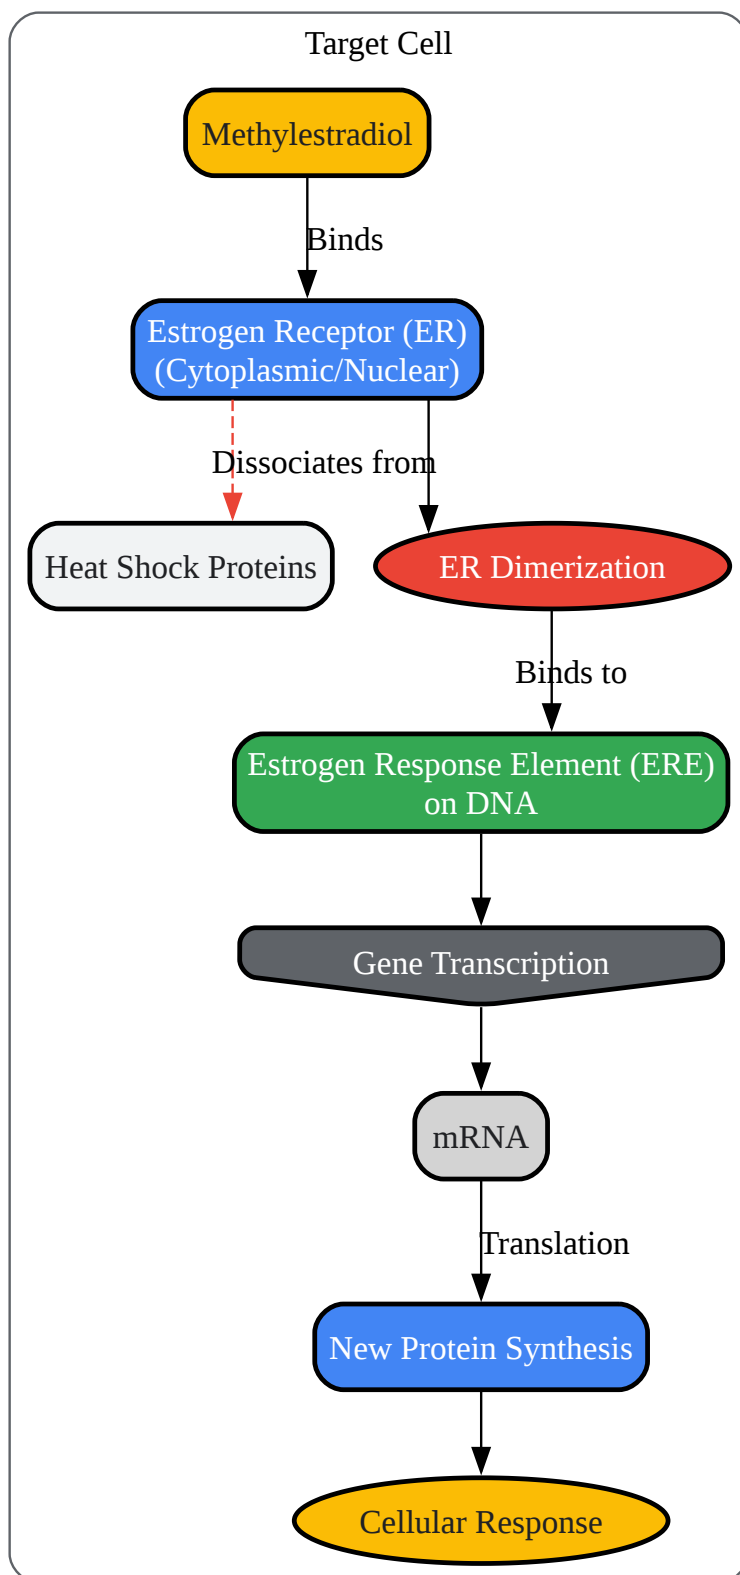 Target Cell
Methylestradiol
Binds
Estrogen Receptor (ER)
(Cytoplasmic/Nuclear)
Dissociates from
Heat Shock Proteins
ER Dimerization
Binds to
Estrogen Response Element (ERE)
on DNA
Gene Transcription
mRNA
Translation
New Protein Synthesis
Cellular Response